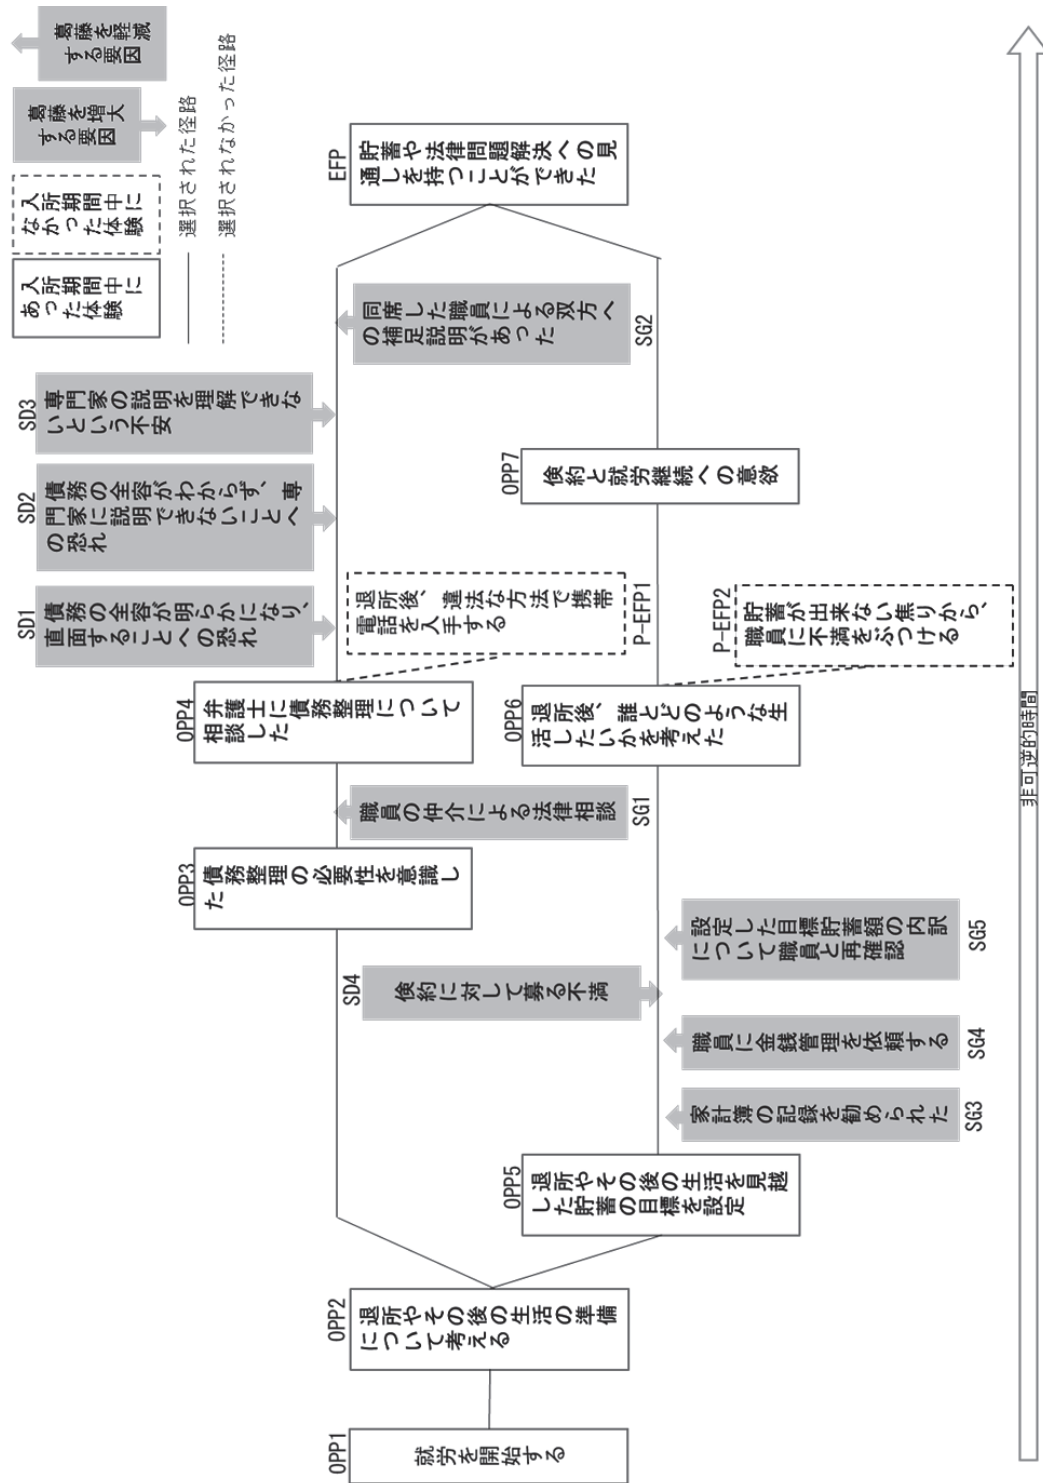 OPP1
就労を開始する
OPP2
退所やその後の生活の準備
について考える
OPP3
債務整理の必要性を意識し
た
SG1
職員の仲介による法律相談
OPP4
弁護士に債務整理について
相談した
SD1
債務の全容が明らかになり、
直面することへの恐れ
SD2
債務の全容がわからず、専
門家に説明できないことへ
の恐れ
SD3
専門家の説明を理解できな
いという不安
P-EFP1
退所後、違法な方法で携帯
電話を入手する
SG2
同席した職員による双方へ
の補足説明があった
OPP5
退所やその後の生活を見越
した貯蓄の目標を設定
SG3
家計簿の記録を勧められた
SG4
職員に金銭管理を依頼する
SD4
倹約に対して募る不満
SG5
設定した目標貯蓄額の内訳
について職員と再確認
OPP6
退所後、誰とどのような生
活したいかを考えた
P-EFP2
貯蓄が出来ない焦りから、
職員に不満をぶつける
OPP7
倹約と就労継続への意欲
EFP
貯蓄や法律問題解決への見
通しを持つことができた
入所期間中に
あった体験
入所期間中に
なかった体験
葛藤を増大
する要因
葛藤を軽減
する要因
選択された経路
選択されなかった経路
非可逆的時間